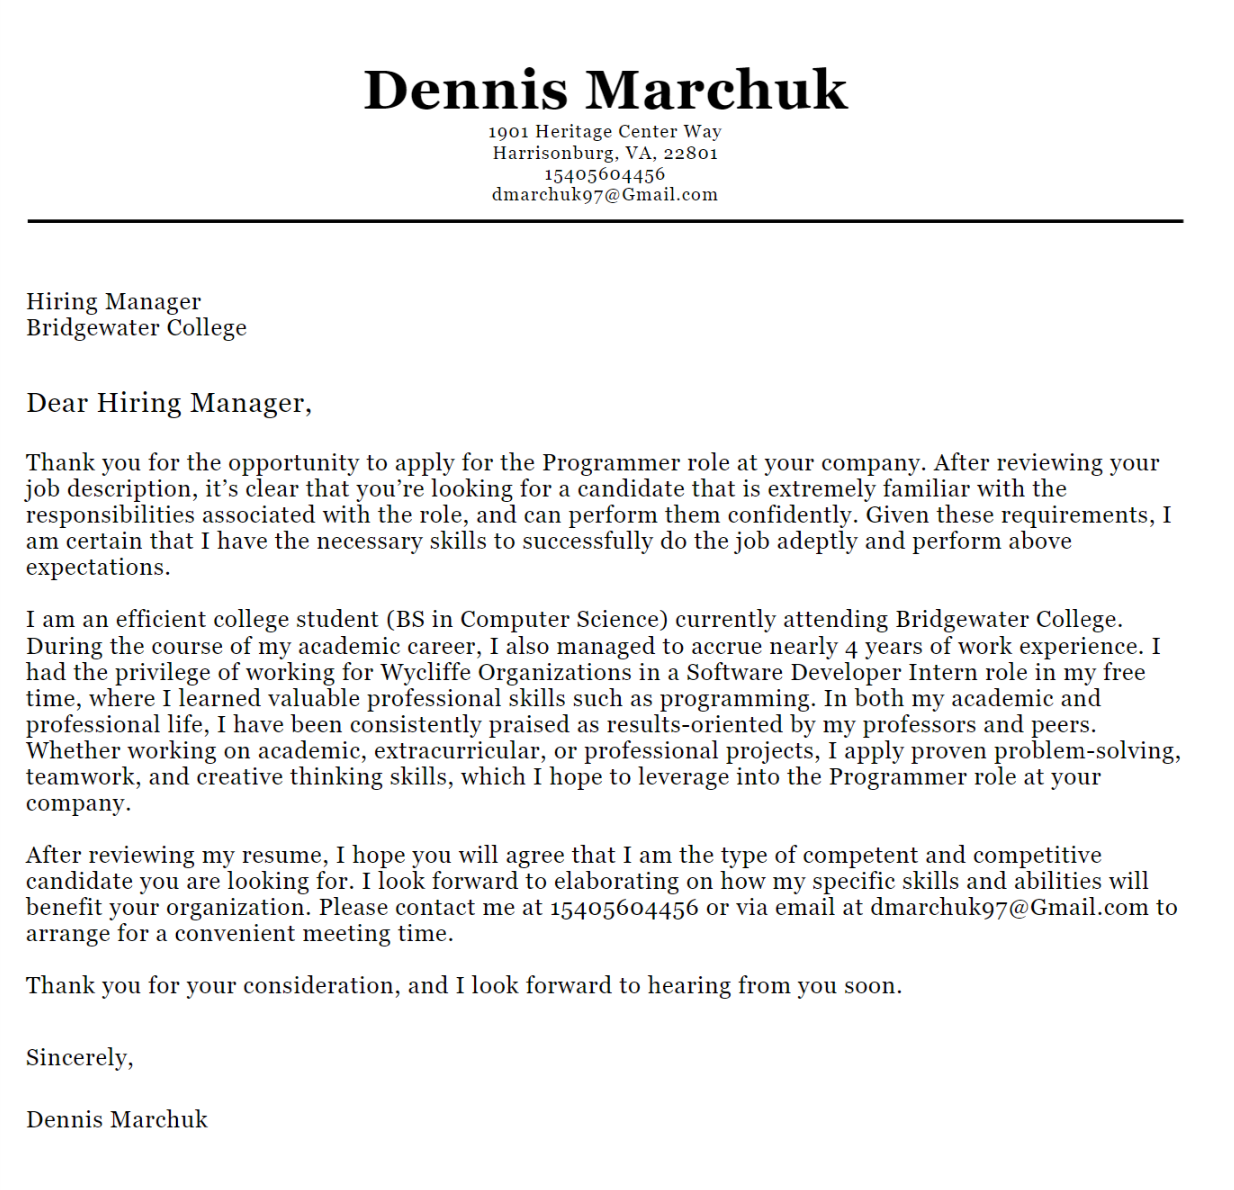 Dennis Marchuk
1901 Heritage Center Way
Harrisonburg, VA, 22801
15405604456
dmarchuk97@Gmail.com
Hiring Manager
Bridgewater College
Dear Hiring Manager,
Thank you for the opportunity to apply for the Programmer role at your company. After reviewing your
job description, it’s clear that you’re looking for a candidate that is extremely familiar with the
responsibilities associated with the role, and can perform them confidently. Given these requirements, I
am certain that I have the necessary skills to successfully do the job adeptly and perform above
expectations.
I am an efficient college student (BS in Computer Science) currently attending Bridgewater College.
During the course of my academic career, I also managed to accrue nearly 4 years of work experience. I
had the privilege of working for Wycliffe Organizations in a Software Developer Intern role in my free
time, where I learned valuable professional skills such as programming. In both my academic and
professional life, I have been consistently praised as results-oriented by my professors and peers.
Whether working on academic, extracurricular, or professional projects, I apply proven problem-solving,
teamwork, and creative thinking skills, which I hope to leverage into the Programmer role at your
company.
After reviewing my resume, I hope you will agree that I am the type of competent and competitive
candidate you are looking for. I look forward to elaborating on how my specific skills and abilities will
benefit your organization. Please contact me at 15405604456 or via email at dmarchuk97@Gmail.com to
arrange for a convenient meeting time.
Thank you for your consideration, and I look forward to hearing from you soon.
Sincerely,
Dennis Marchuk